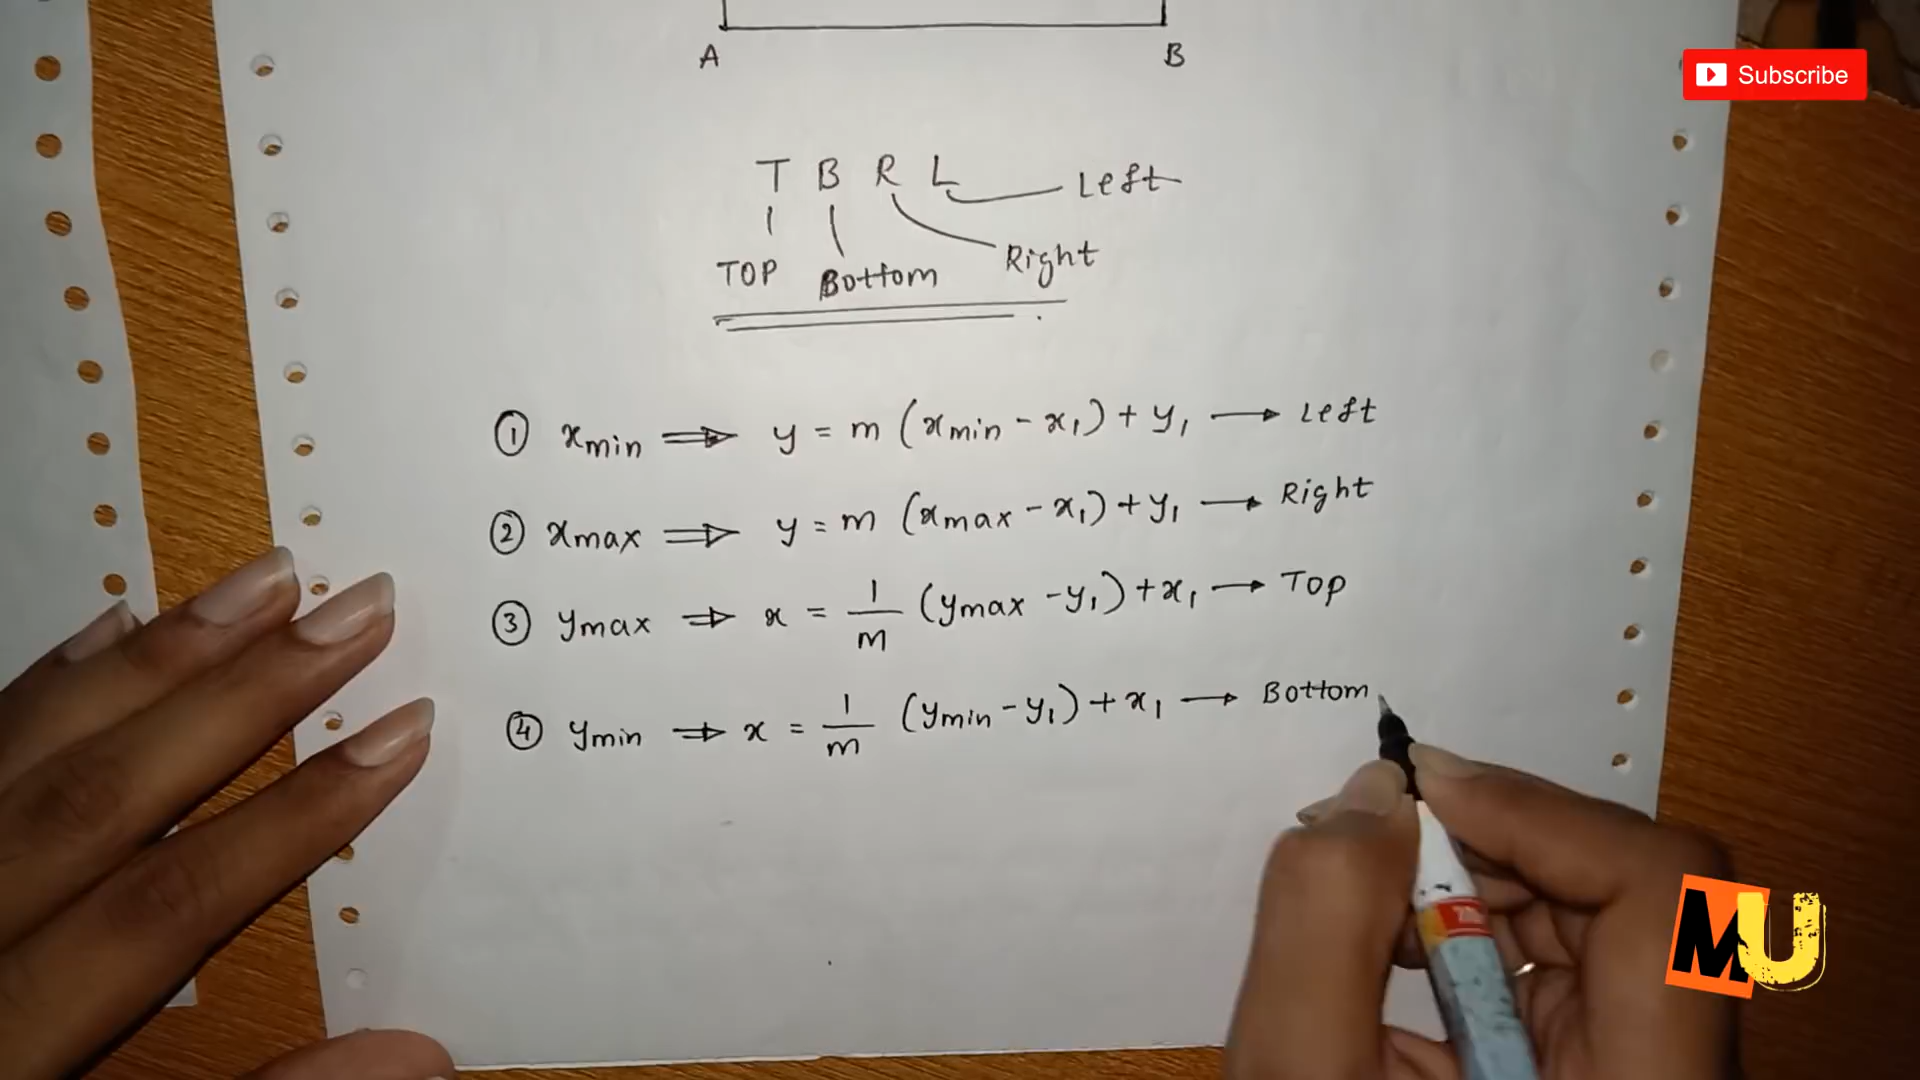 A B
Subscribe
T B R L Left
TOP Bottom Right
① xmin ⟹ y = m (xmin - x1) + y1 → Left
② xmax ⟹ y = m (xmax - x1) + y1 → Right
③ ymax ⟹ x = 1/m (ymax - y1) + x1 → Top
④ ymin ⟹ x = 1/m (ymin - y1) + x1 → Bottom
MU